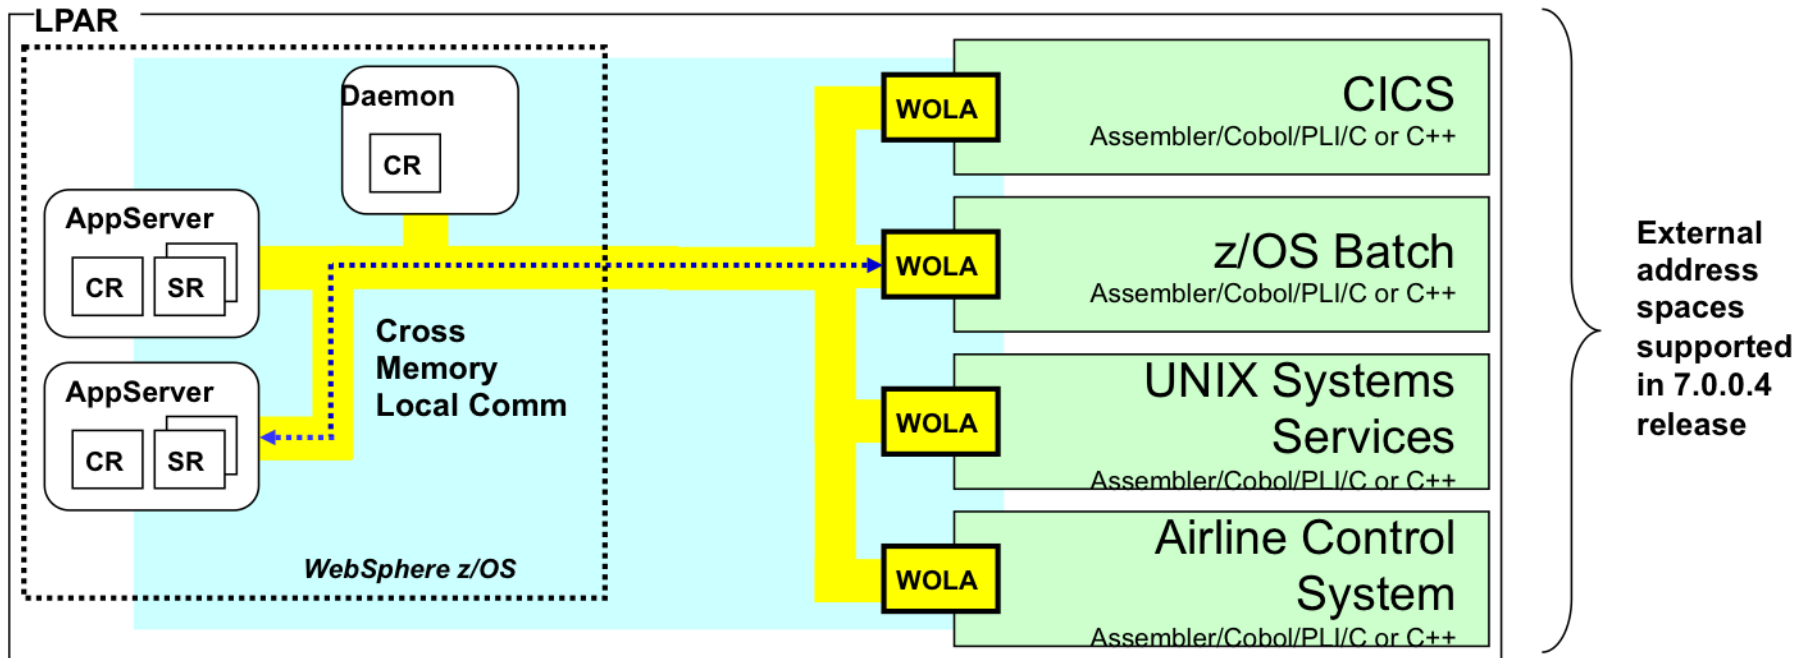 LPAR
Daemon
CR
AppServer
CR
SR
AppServer
CR
SR
Cross
Memory
Local Comm
WebSphere z/OS
WOLA
CICS
Assembler/Cobol/PLI/C or C++
WOLA
z/OS Batch
Assembler/Cobol/PLI/C or C++
WOLA
UNIX Systems
Services
Assembler/Cobol/PLI/C or C++
WOLA
Airline Control
System
Assembler/Cobol/PLI/C or C++
External
address
spaces
supported
in 7.0.0.4
release